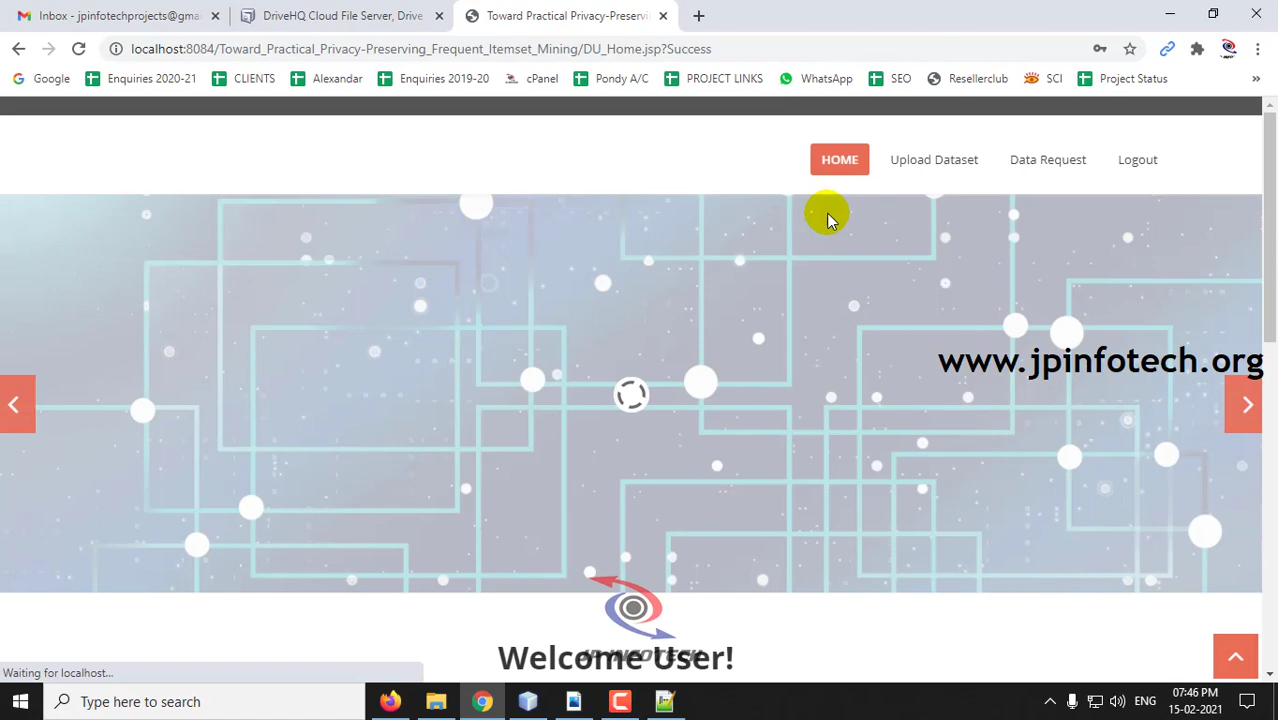 Inbox - jpinfotechprojects@gma
DriveHQ Cloud File Server, Drive
Toward Practical Privacy-Preservi
localhost:8084/Toward_Practical_Privacy-Preserving_Frequent_Itemset_Mining/DU_Home.jsp?Success
Google
Enquiries 2020-21
CLIENTS
Alexandar
Enquiries 2019-20
cPanel
Pondy A/C
PROJECT LINKS
WhatsApp
SEO
Resellerclub
SCI
Project Status
»
HOME
Upload Dataset
Data Request
Logout
www.jpinfotech.org
Welcome User!
JP INFOTECH
Waiting for localhost...
Type here to search
ENG
07:46 PM
15-02-2021